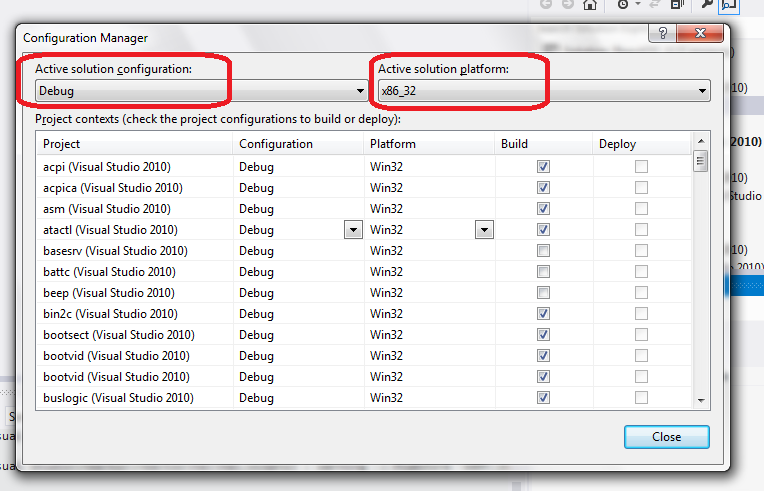 Configuration Manager
Active solution configuration: Active solution platform:
Debug x86_32
Project contexts (check the project configurations to build or deploy):
Project Configuration Platform Build Deploy
acpi (Visual Studio 2010) Debug Win32
acpica (Visual Studio 2010) Debug Win32
asm (Visual Studio 2010) Debug Win32
atactl (Visual Studio 2010) Debug Win32
basesrv (Visual Studio 2010) Debug Win32
battc (Visual Studio 2010) Debug Win32
beep (Visual Studio 2010) Debug Win32
bin2c (Visual Studio 2010) Debug Win32
bootsect (Visual Studio 2010) Debug Win32
bootvid (Visual Studio 2010) Debug Win32
bootvid (Visual Studio 2010) Debug Win32
buslogic (Visual Studio 2010) Debug Win32
Close
2010)
Studio
2010)